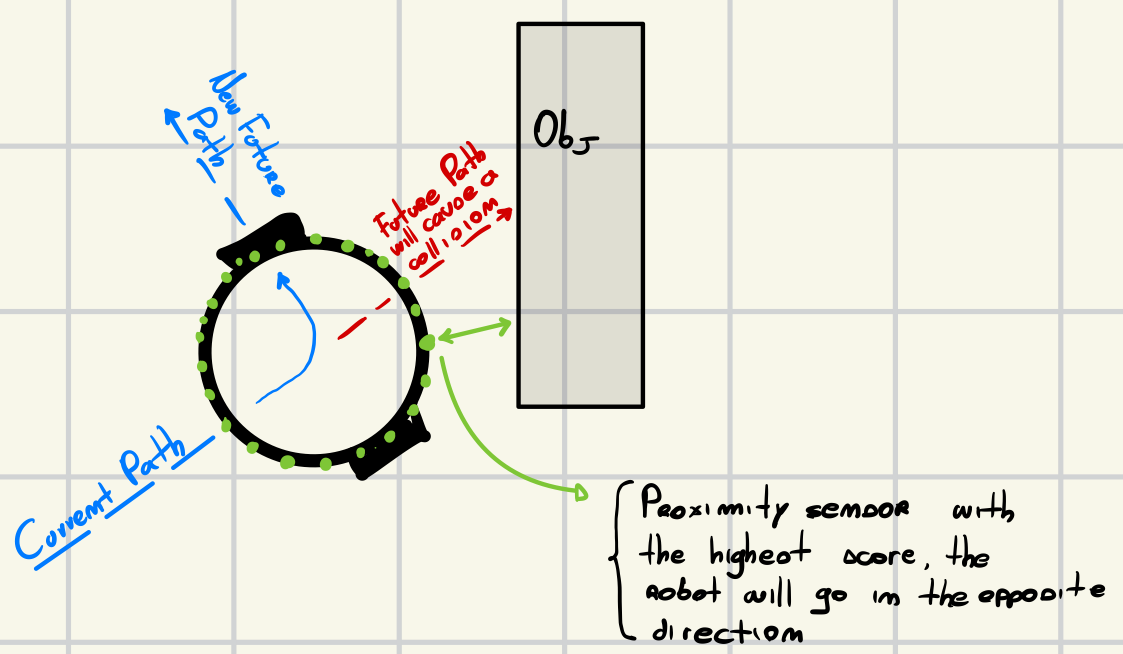 New Future
Path
Obj
Future Path
will cause a
collision
Current Path
Proximity sensor with
the highest score, the
robot will go in the opposite
direction